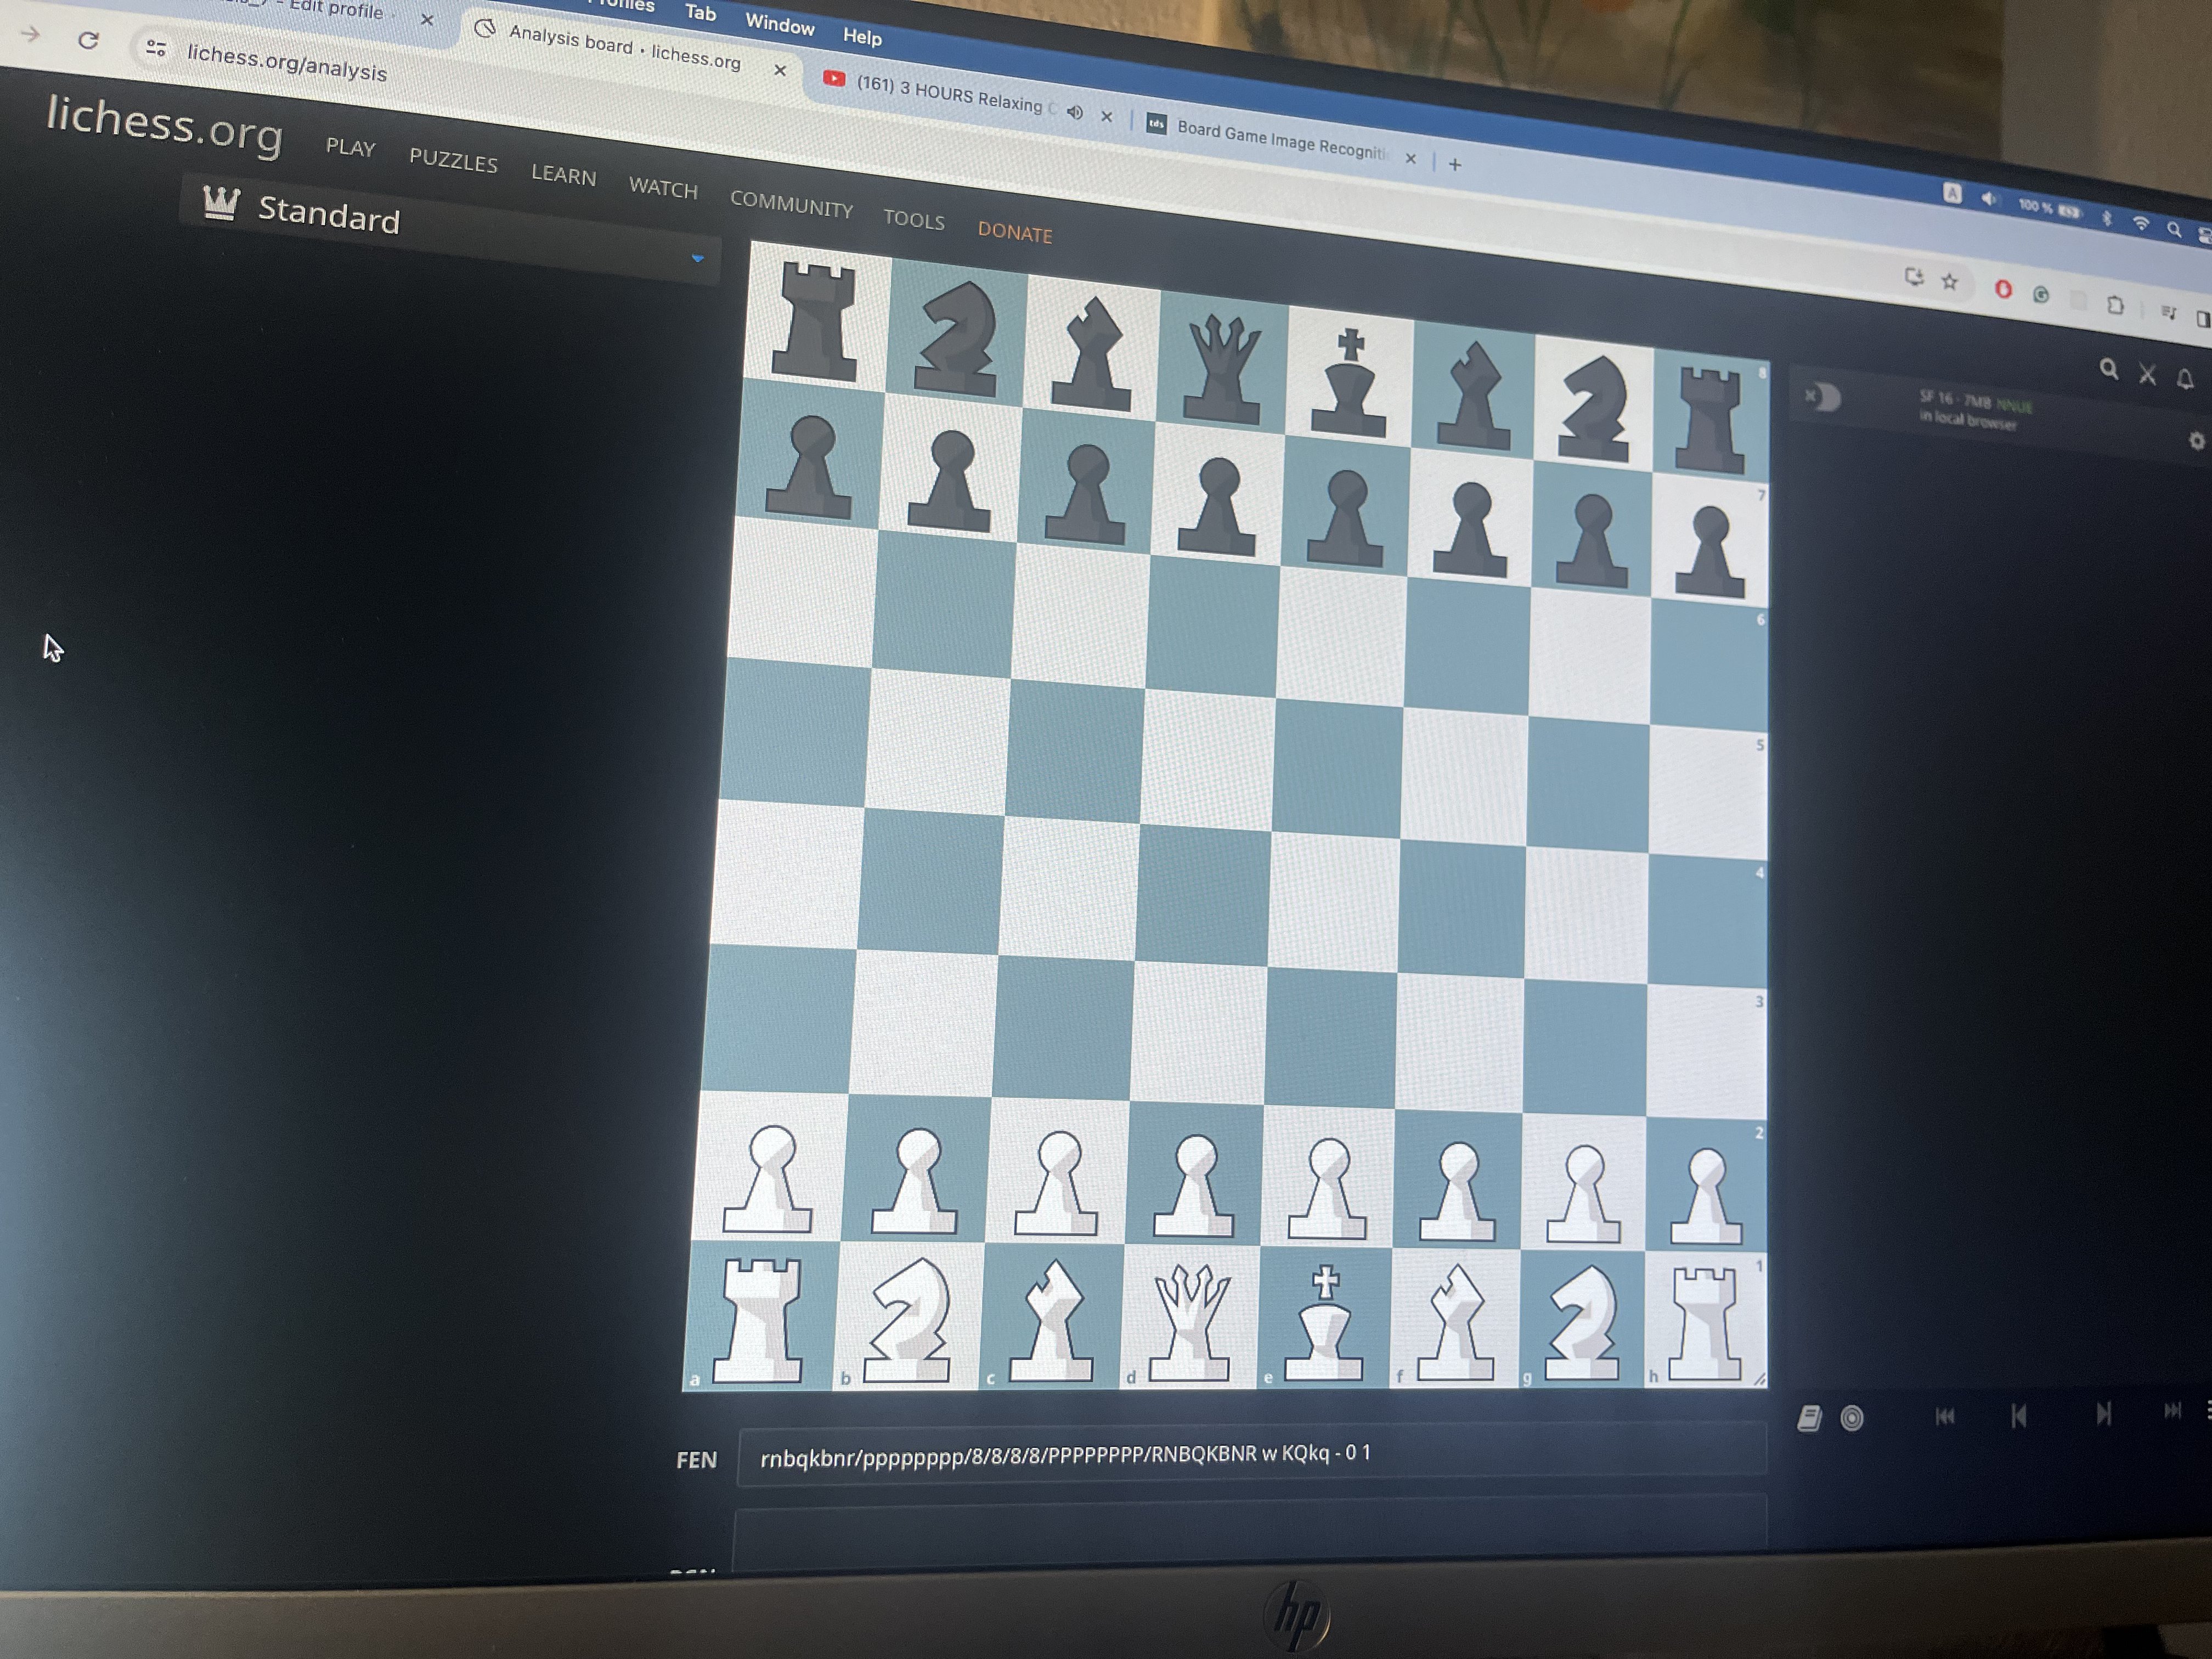 Edit profile
Tab Window Help
Analysis board • lichess.org
(161) 3 HOURS Relaxing
tds Board Game Image Recogniti
A 100 %
lichess.org/analysis
lichess.org PLAY PUZZLES LEARN WATCH COMMUNITY TOOLS DONATE
Standard
SF 16 · 7MB NNUE
in local browser
8
7
6
5
4
3
2
1
a b c d e f g h
FEN rnbqkbnr/pppppppp/8/8/8/8/PPPPPPPP/RNBQKBNR w KQkq - 0 1
hp